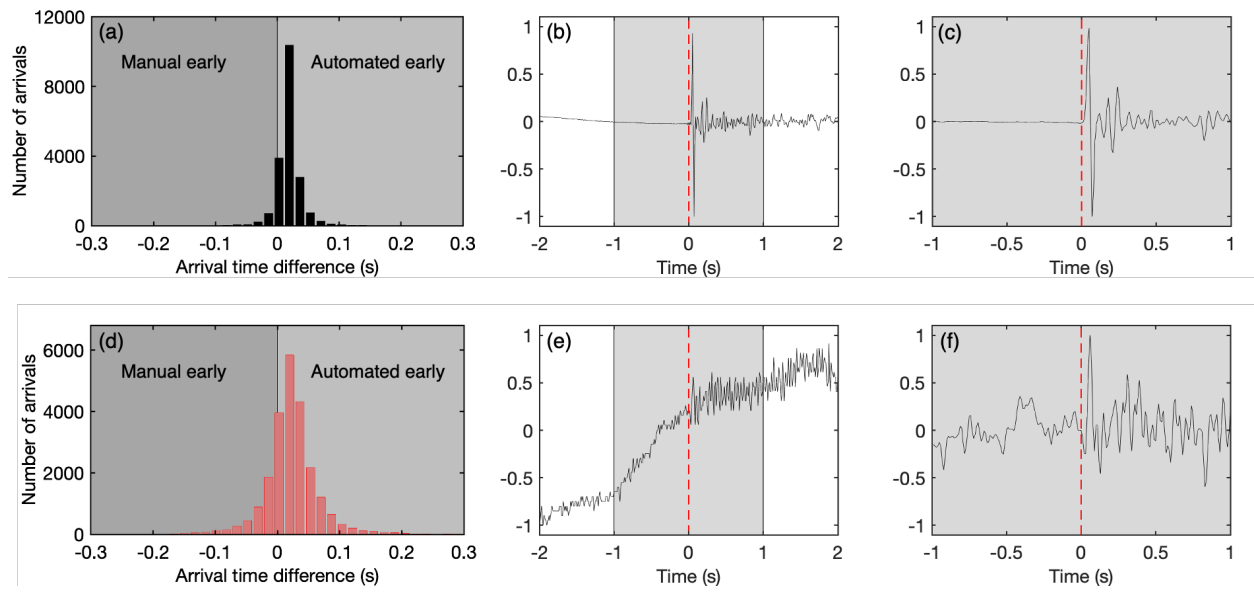 (a)
Manual early
Automated early
Number of arrivals
12000
8000
4000
0
-0.3 -0.2 -0.1 0 0.1 0.2 0.3
Arrival time difference (s)
(b)
1
0.5
0
-0.5
-1
-2 -1 0 1 2
Time (s)
(c)
1
0.5
0
-0.5
-1
-1 -0.5 0 0.5 1
Time (s)
(d)
Manual early
Automated early
Number of arrivals
6000
4000
2000
0
-0.3 -0.2 -0.1 0 0.1 0.2 0.3
Arrival time difference (s)
(e)
1
0.5
0
-0.5
-1
-2 -1 0 1 2
Time (s)
(f)
1
0.5
0
-0.5
-1
-1 -0.5 0 0.5 1
Time (s)